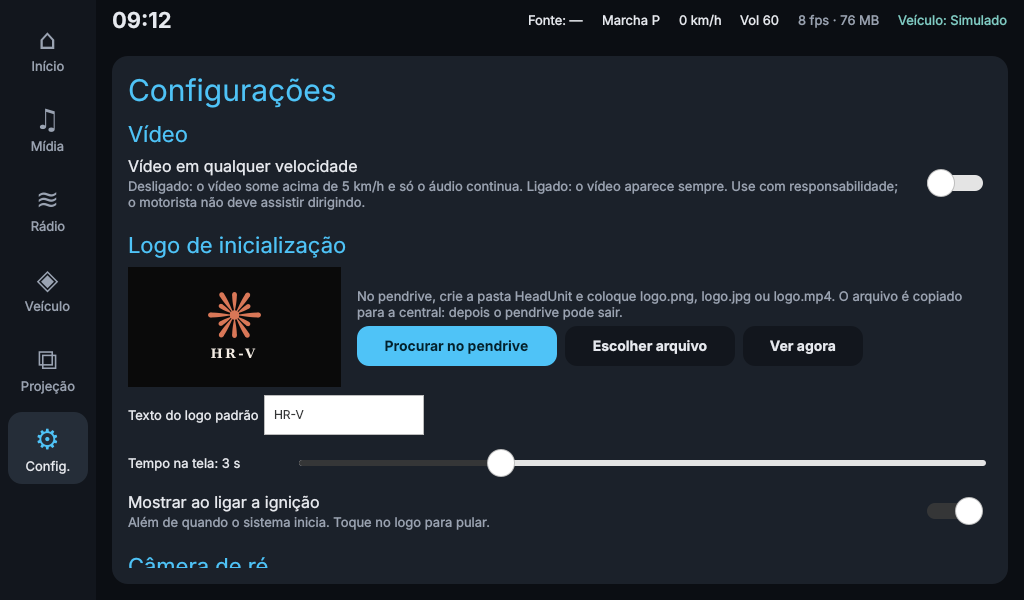 09:12
Fonte: — Marcha P 0 km/h Vol 60 8 fps · 76 MB Veículo: Simulado
Início
Mídia
Rádio
Veículo
Projeção
Config.
Configurações
Vídeo
Vídeo em qualquer velocidade
Desligado: o vídeo some acima de 5 km/h e só o áudio continua. Ligado: o vídeo aparece sempre. Use com responsabilidade;
o motorista não deve assistir dirigindo.
Logo de inicialização
HR-V
No pendrive, crie a pasta HeadUnit e coloque logo.png, logo.jpg ou logo.mp4. O arquivo é copiado
para a central: depois o pendrive pode sair.
Procurar no pendrive Escolher arquivo Ver agora
Texto do logo padrão HR-V
Tempo na tela: 3 s
Mostrar ao ligar a ignição
Além de quando o sistema inicia. Toque no logo para pular.
Câmera de ré